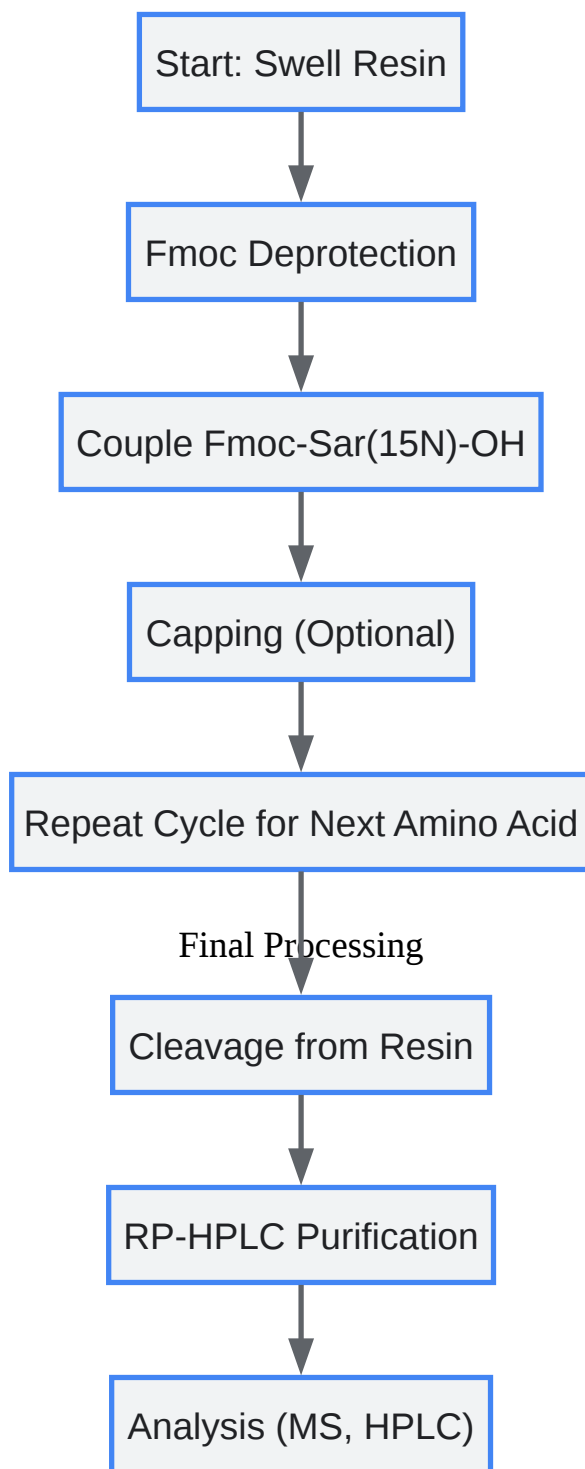 Start: Swell Resin
Fmoc Deprotection
Couple Fmoc-Sar(15N)-OH
Capping (Optional)
Repeat Cycle for Next Amino Acid
Final Processing
Cleavage from Resin
RP-HPLC Purification
Analysis (MS, HPLC)